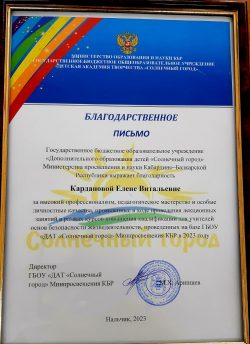 МИНИСТЕРСТВО ОБРАЗОВАНИЯ И НАУКИ КБР
ГОСУДАРСТВЕННОЕ БЮДЖЕТНОЕ ОБЩЕОБРАЗОВАТЕЛЬНОЕ УЧРЕЖДЕНИЕ
«ДЕТСКАЯ АКАДЕМИЯ ТВОРЧЕСТВА «СОЛНЕЧНЫЙ ГОРОД»
БЛАГОДАРСТВЕННОЕ
ПИСЬМО
Государственное бюджетное образовательное учреждение
«Дополнительного образования детей «Солнечный город»
Министерства просвещения и науки Кабардино-Балкарской
Республики выражает благодарность
Кардановой Елене Витальевне
за высокий профессионализм, педагогическое мастерство и особые
личностные качества, проявленные в ходе проведения лекционных
занятий в рамках курсов повышения квалификации для учителей
основ безопасности жизнедеятельности, проведенных на базе ГБОУ
«ДАТ «Солнечный город» Минпросвещения КБР в 2023 году
Солнечный город
Директор
ГБОУ «ДАТ «Солнечный
город» Минпросвещения КБР
Нальчик, 2023